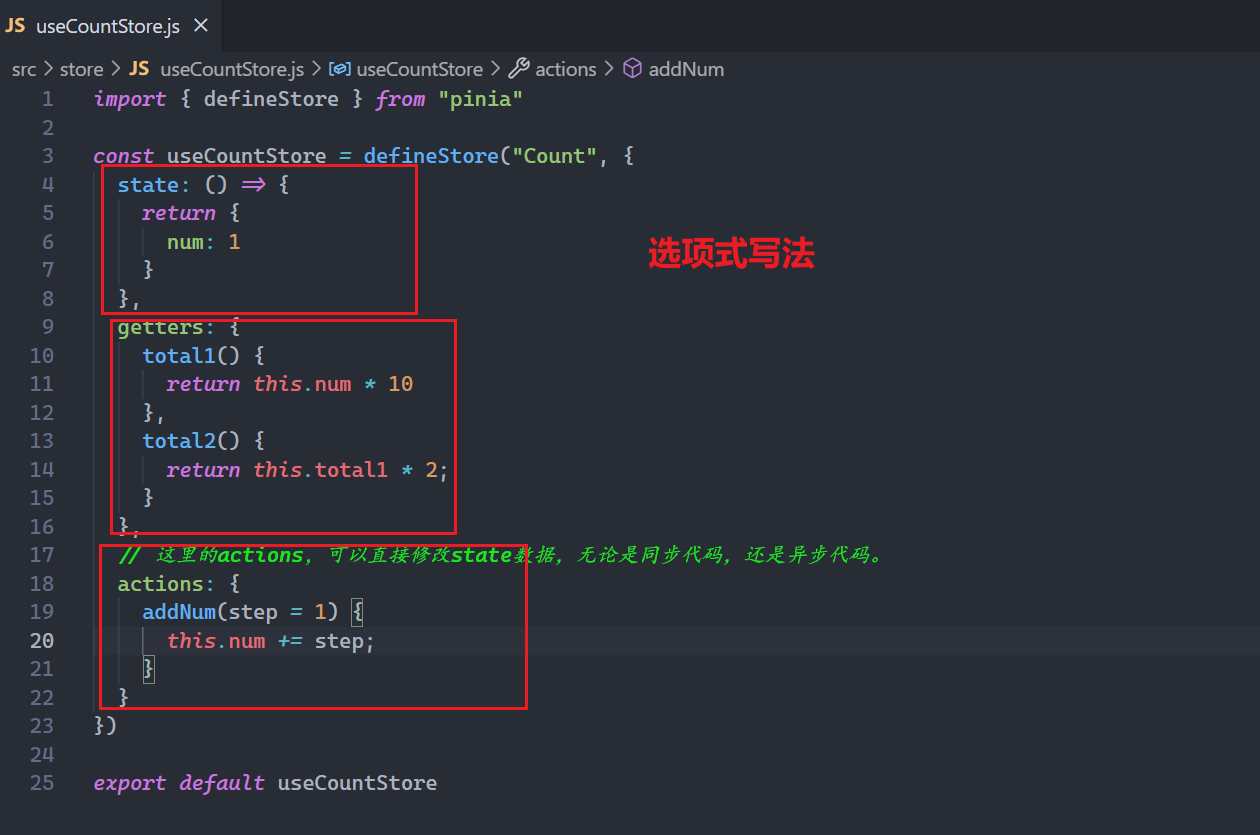 JS useCountStore.js ×
src > store > JS useCountStore.js > useCountStore > actions > addNum
1 import { defineStore } from "pinia"
2
3 const useCountStore = defineStore("Count", {
4 state: () => {
5 return {
6 num: 1
7 }
8 },
选项式写法
9 getters: {
10 total1() {
11 return this.num * 10
12 },
13 total2() {
14 return this.total1 * 2;
15 }
16 },
17 // 这里的actions，可以直接修改state数据，无论是同步代码，还是异步代码。
18 actions: {
19 addNum(step = 1) {
20 this.num += step;
21 }
22 }
23 })
24
25 export default useCountStore